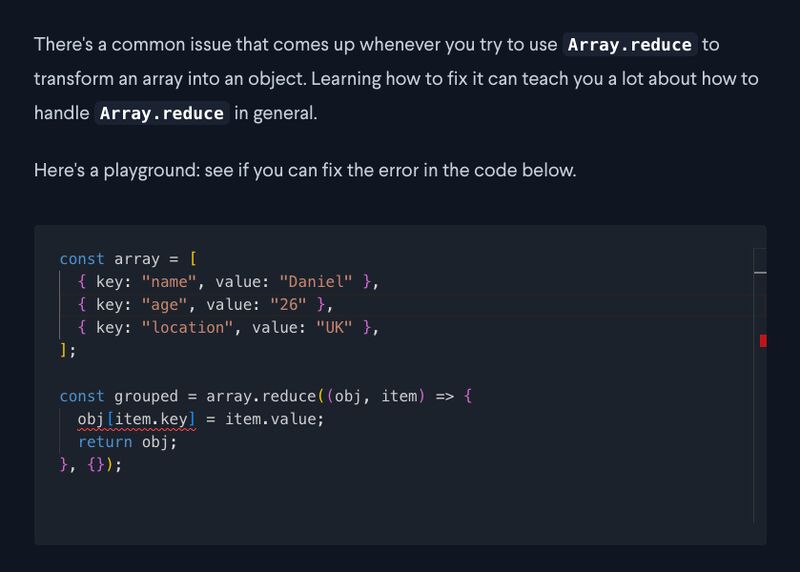 There's a common issue that comes up whenever you try to use Array.reduce to
transform an array into an object. Learning how to fix it can teach you a lot about how to
handle Array.reduce in general.
Here's a playground: see if you can fix the error in the code below.
const array = [
  { key: "name", value: "Daniel" },
  { key: "age", value: "26" },
  { key: "location", value: "UK" },
];
const grouped = array.reduce((obj, item) => {
  obj[item.key] = item.value;
  return obj;
}, {});